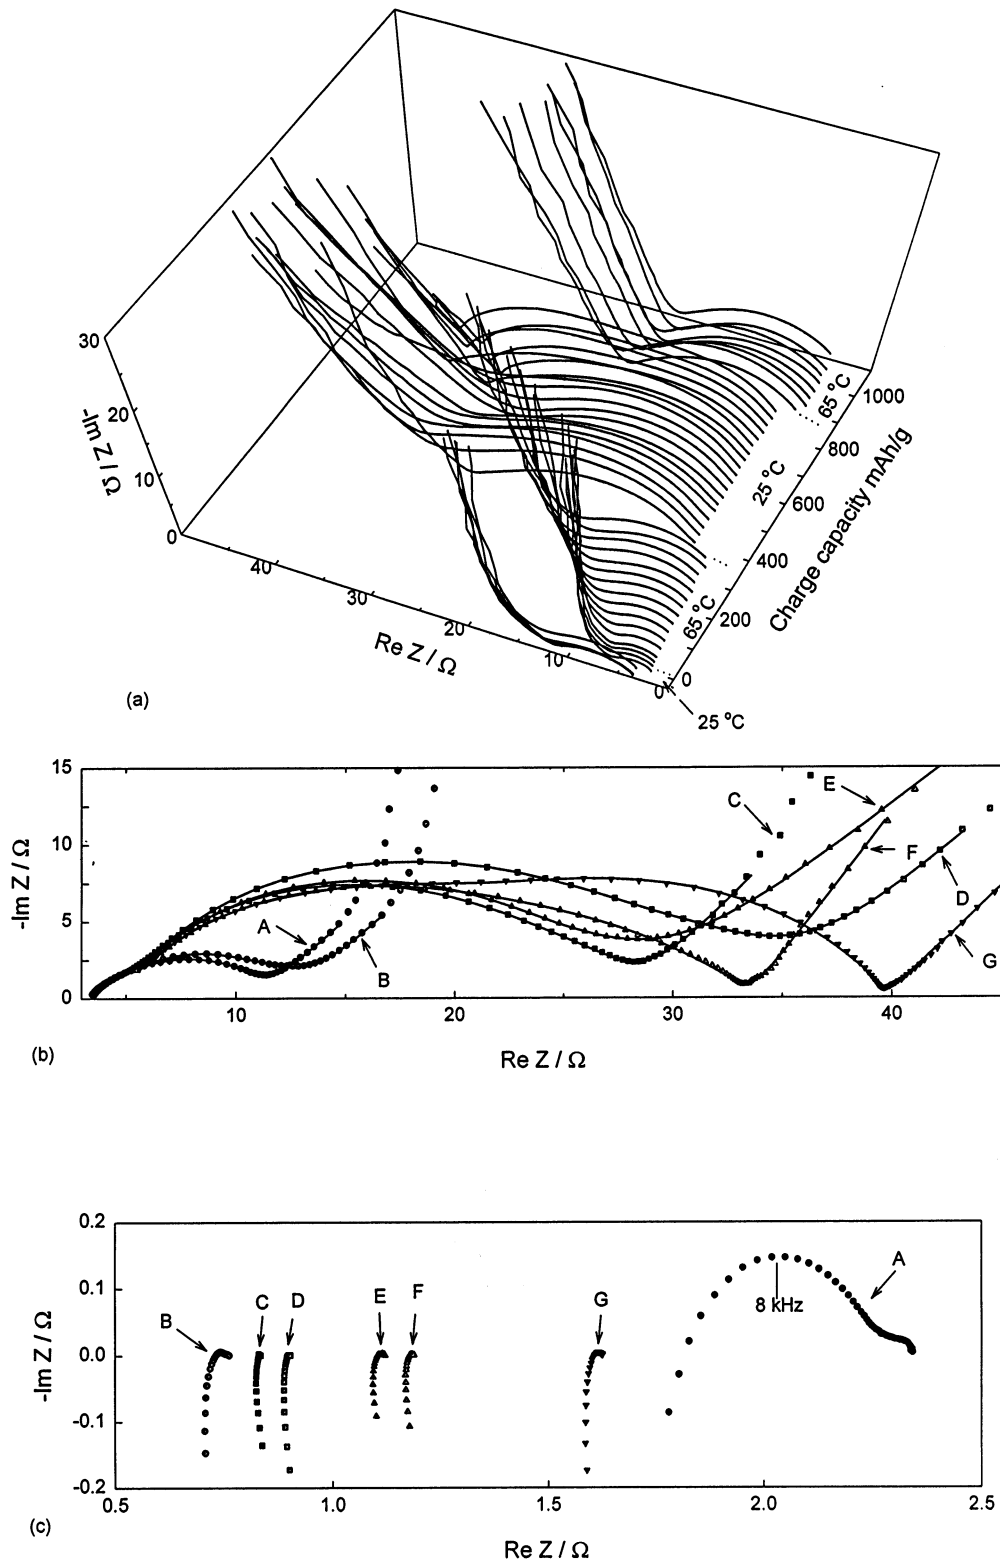 30
20
10
0
-Im Z / Ω
40
30
20
10
0
Re Z / Ω
0
200
400
600
800
1000
Charge capacity mAh/g
65 °C
25 °C
65 °C
25 °C
(a)
15
10
5
0
-Im Z / Ω
A
B
C
E
F
D
G
10
20
30
40
Re Z / Ω
(b)
0.2
0.1
0.0
-0.1
-0.2
-Im Z / Ω
B
C
D
E
F
G
A
8 kHz
0.5
1.0
1.5
2.0
2.5
Re Z / Ω
(c)